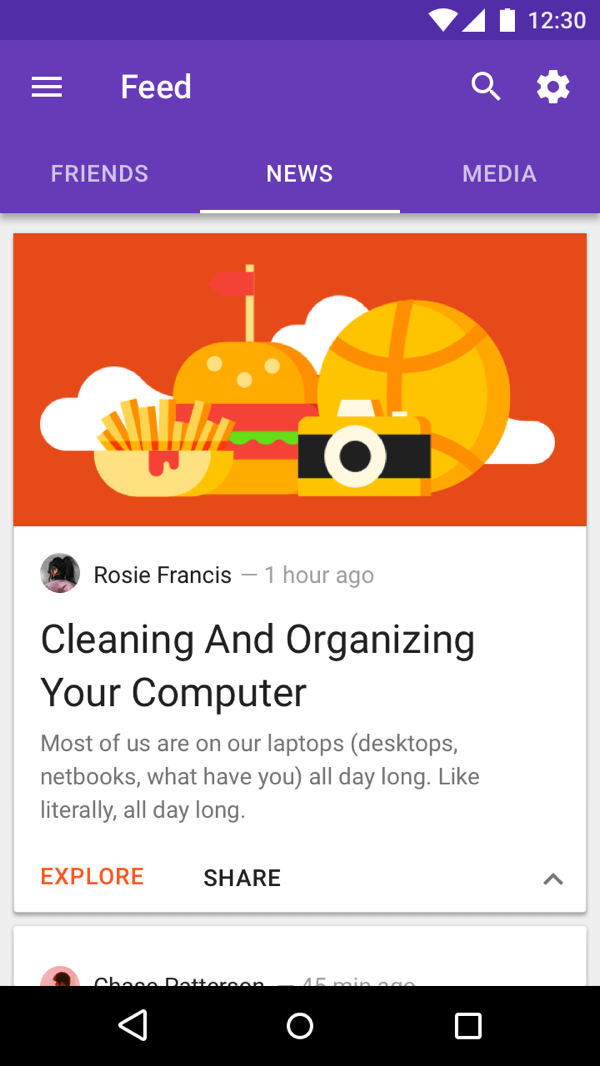 12:30
Feed
FRIENDS NEWS MEDIA
Rosie Francis — 1 hour ago
Cleaning And Organizing
Your Computer
Most of us are on our laptops (desktops,
netbooks, what have you) all day long. Like
literally, all day long.
EXPLORE SHARE
Chase Patterson — 45 min ago